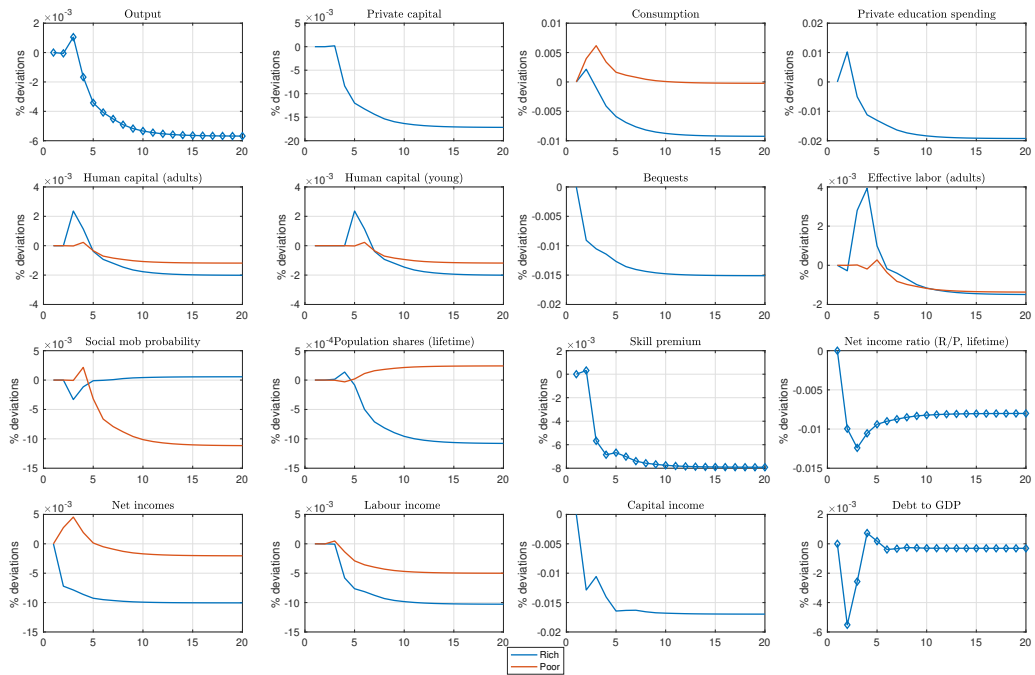 Output
×10⁻³
% deviations
2
0
-2
-4
-6
0 5 10 15 20
Private capital
×10⁻³
% deviations
5
0
-5
-10
-15
-20
0 5 10 15 20
Consumption
% deviations
0.01
0.005
0
-0.005
-0.01
0 5 10 15 20
Private education spending
% deviations
0.02
0.01
0
-0.01
-0.02
0 5 10 15 20
Human capital (adults)
×10⁻³
% deviations
4
2
0
-2
-4
0 5 10 15 20
Human capital (young)
×10⁻³
% deviations
4
2
0
-2
-4
0 5 10 15 20
Bequests
% deviations
0
-0.005
-0.01
-0.015
-0.02
0 5 10 15 20
Effective labor (adults)
×10⁻³
% deviations
4
2
0
-2
0 5 10 15 20
Social mob probability
×10⁻³
% deviations
5
0
-5
-10
-15
0 5 10 15 20
Population shares (lifetime)
×10⁻⁴
% deviations
5
0
-5
-10
-15
0 5 10 15 20
Skill premium
×10⁻³
% deviations
2
0
-2
-4
-6
-8
0 5 10 15 20
Net income ratio (R/P, lifetime)
% deviations
0
-0.005
-0.01
-0.015
0 5 10 15 20
Net incomes
×10⁻³
% deviations
5
0
-5
-10
-15
0 5 10 15 20
Labour income
×10⁻³
% deviations
5
0
-5
-10
-15
0 5 10 15 20
Capital income
% deviations
0
-0.005
-0.01
-0.015
-0.02
0 5 10 15 20
Debt to GDP
×10⁻³
% deviations
2
0
-2
-4
-6
0 5 10 15 20
Rich
Poor